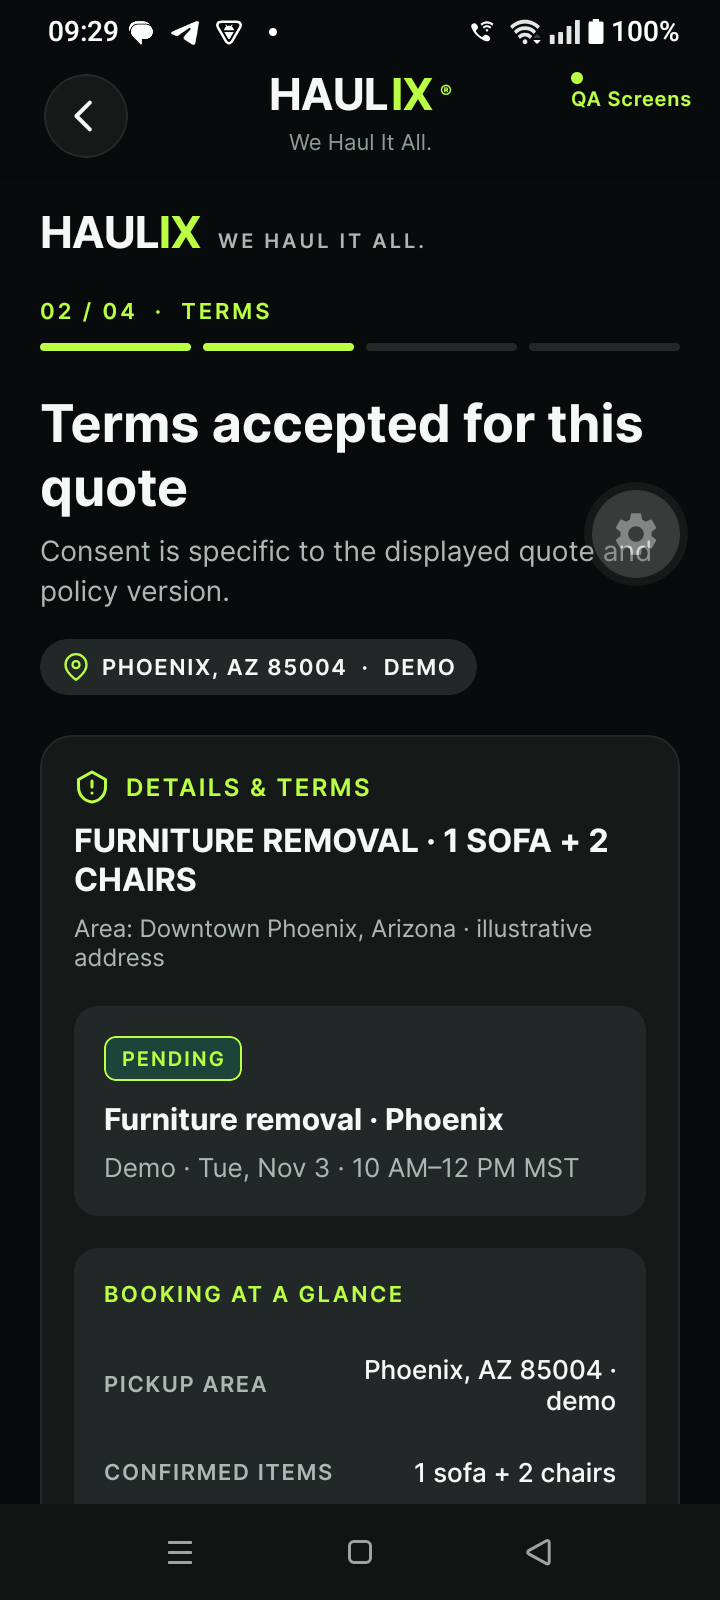 09:29
100%
HAULIX ®
QA Screens
We Haul It All.
HAULIX WE HAUL IT ALL.
02 / 04 · TERMS
Terms accepted for this
quote
Consent is specific to the displayed quote and
policy version.
PHOENIX, AZ 85004 · DEMO
DETAILS & TERMS
FURNITURE REMOVAL · 1 SOFA + 2
CHAIRS
Area: Downtown Phoenix, Arizona · illustrative
address
PENDING
Furniture removal · Phoenix
Demo · Tue, Nov 3 · 10 AM–12 PM MST
BOOKING AT A GLANCE
PICKUP AREA
Phoenix, AZ 85004 ·
demo
CONFIRMED ITEMS
1 sofa + 2 chairs